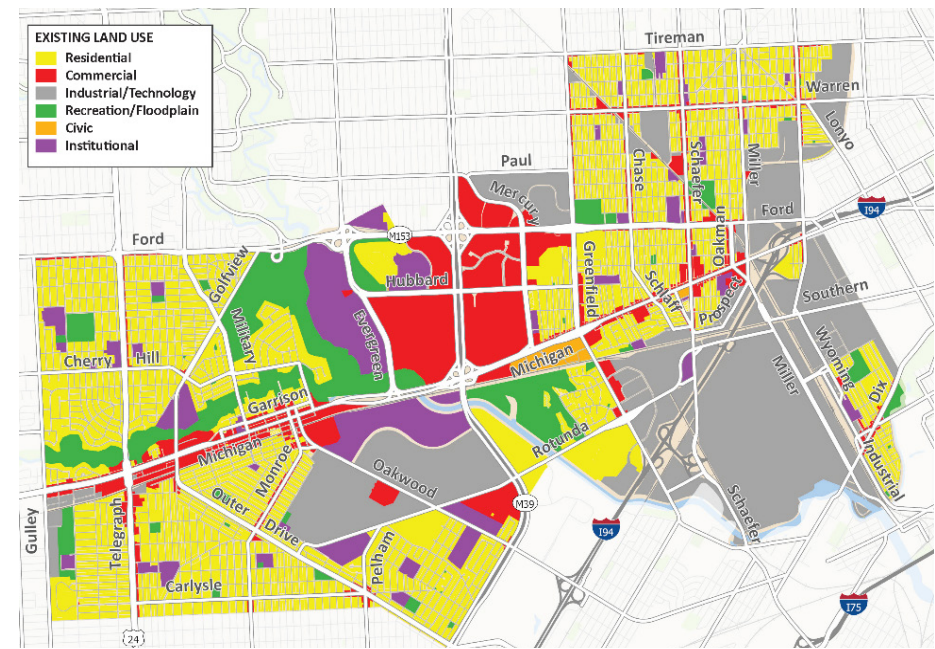 EXISTING LAND USE
Residential
Commercial
Industrial/Technology
Recreation/Floodplain
Civic
Institutional
Tireman
Warren
Lonyo
Paul
Mercury
Chase
Schaefer
Miller
Ford
I94
Ford
M153
Golfview
Hubbard
Greenfield
Oakman
Schlaff
Prospect
Southern
Military
Evergreen
Cherry Hill
Michigan
Miller
Wyoming
Dix
Garrison
Michigan
Monroe
Rotunda
Oakwood
Industrial
Gulley
Telegraph
Outer Drive
M39
Schaefer
I94
Pelham
Carlysle
I75
24